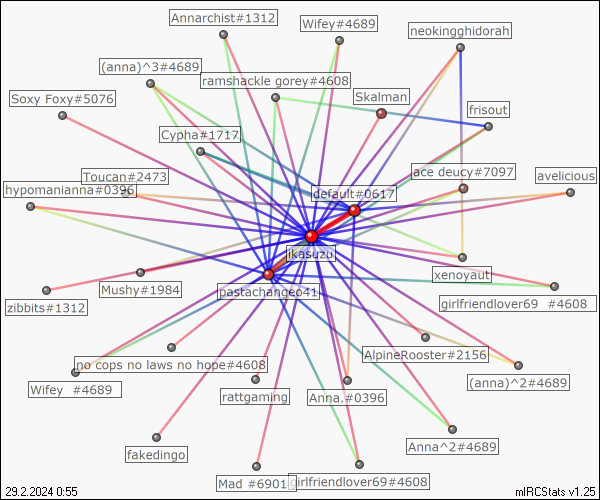 Annarchist#1312
Wifey#4689
neokingghidorah
(anna)^3#4689
ramshackle gorey#4608
Soxy Foxy#5076
Skalman
frisout
Cypha#1717
Toucan#2473
ace deucy#7097
avelicious
hypomanianna#0396
default#0617
jikasuzu
xenoyaut
zibbits#1312
Mushy#1984
pastachange641
girlfriendlover69 #4608
no cops no laws no hope#4608
AlpineRooster#2156
Wifey #4689
rattgaming
Anna.#0396
(anna)^2#4689
fakedingo
Anna^2#4689
Mad #6901
girlfriendlover69#4608
29.2.2024 0:55
mIRCStats v1.25